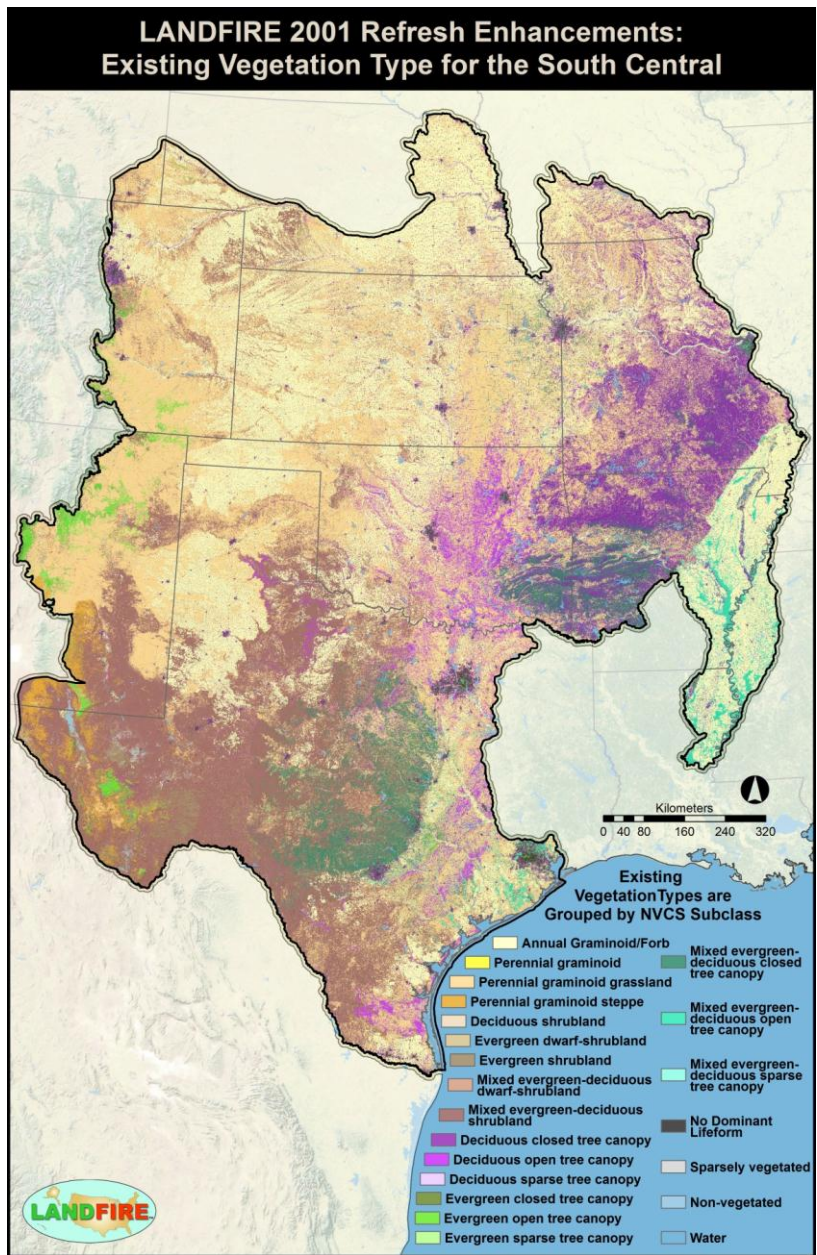 LANDFIRE 2001 Refresh Enhancements:
Existing Vegetation Type for the South Central
Kilometers
0 40 80 160 240 320
Existing
VegetationTypes are
Grouped by NVCS Subclass
Annual Graminoid/Forb
Perennial graminoid
Perennial graminoid grassland
Perennial graminoid steppe
Deciduous shrubland
Evergreen dwarf-shrubland
Evergreen shrubland
Mixed evergreen-deciduous
dwarf-shrubland
Mixed evergreen-deciduous
shrubland
Deciduous closed tree canopy
Deciduous open tree canopy
Deciduous sparse tree canopy
Evergreen closed tree canopy
Evergreen open tree canopy
Evergreen sparse tree canopy
Mixed evergreen-
deciduous closed
tree canopy
Mixed evergreen-
deciduous open
tree canopy
Mixed evergreen-
deciduous sparse
tree canopy
No Dominant
Lifeform
Sparsely vegetated
Non-vegetated
Water
LANDFIRE